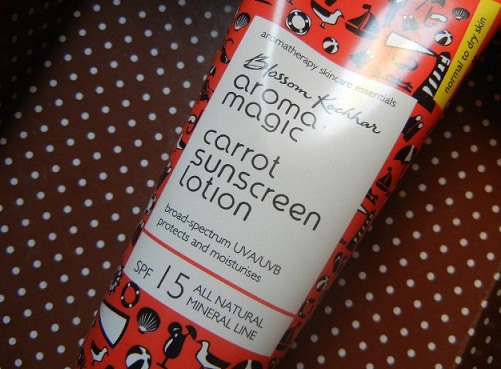 aromatherapy skincare essentials
Blossom Kochhar
aroma
magic
carrot
sunscreen
lotion
broad-spectrum UVA/UVB
protects and moisturises
SPF 15 ALL NATURAL
MINERAL LINE
normal to dry skin